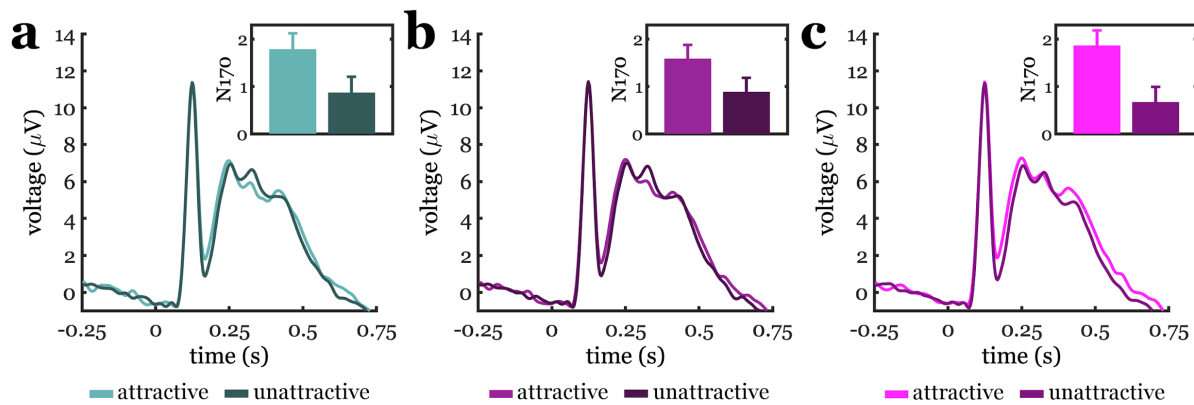 a
14
12
10
8
6
4
2
0
voltage (μV)
-0.25
0
0.25
0.5
0.75
time (s)
N170
2
1
0
attractive
unattractive
b
14
12
10
8
6
4
2
0
voltage (μV)
-0.25
0
0.25
0.5
0.75
time (s)
N170
2
1
0
attractive
unattractive
c
14
12
10
8
6
4
2
0
voltage (μV)
-0.25
0
0.25
0.5
0.75
time (s)
N170
2
1
0
attractive
unattractive